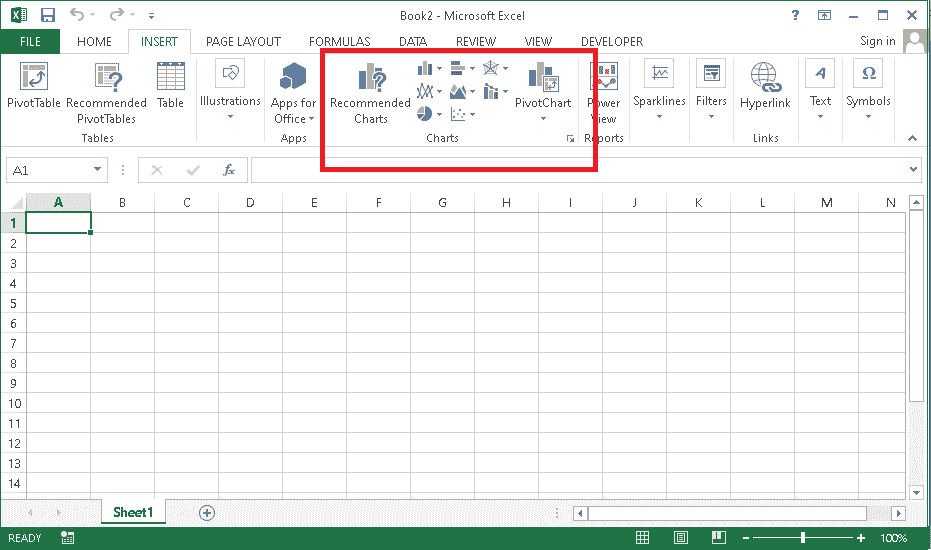 Book2 - Microsoft Excel
?
FILE HOME INSERT PAGE LAYOUT FORMULAS DATA REVIEW VIEW DEVELOPER Sign in
PivotTable Recommended PivotTables Table Illustrations Apps for Office Recommended Charts PivotChart Power View Sparklines Filters Hyperlink Text Symbols
Tables Apps Charts Reports Links
A1 fx
A B C D E F G H I J K L M N
1
2
3
4
5
6
7
8
9
10
11
12
13
14
Sheet1
READY 100%